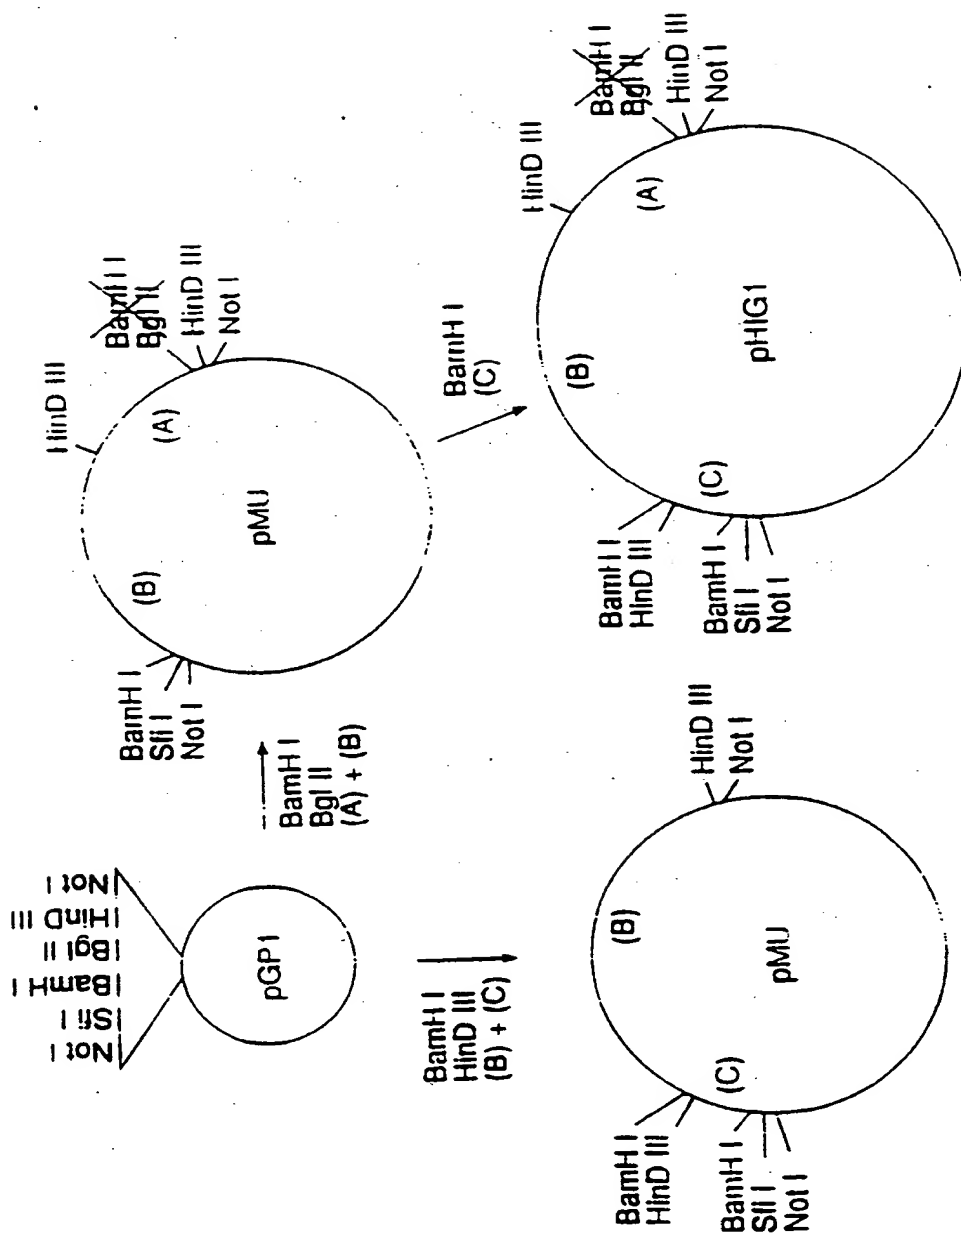 Not I
Sfi I
BamH I
Bgl II
HinD III
Not I
pGP1
BamH I
Bgl II
(A) + (B)
BamH I
Sfi I
Not I
(B)
pMU
(A)
HinD III
BamH I
Bgl II
HinD III
Not I
BamH I
HinD III
(B) + (C)
BamH I
(C)
BamH I
HinD III
BamH I
Sfi I
Not I
(C)
(B)
pMU
HinD III
Not I
BamH I
HinD III
BamH I
Sfi I
Not I
(C)
(B)
pHIG1
(A)
HinD III
BamH I
Bgl II
HinD III
Not I